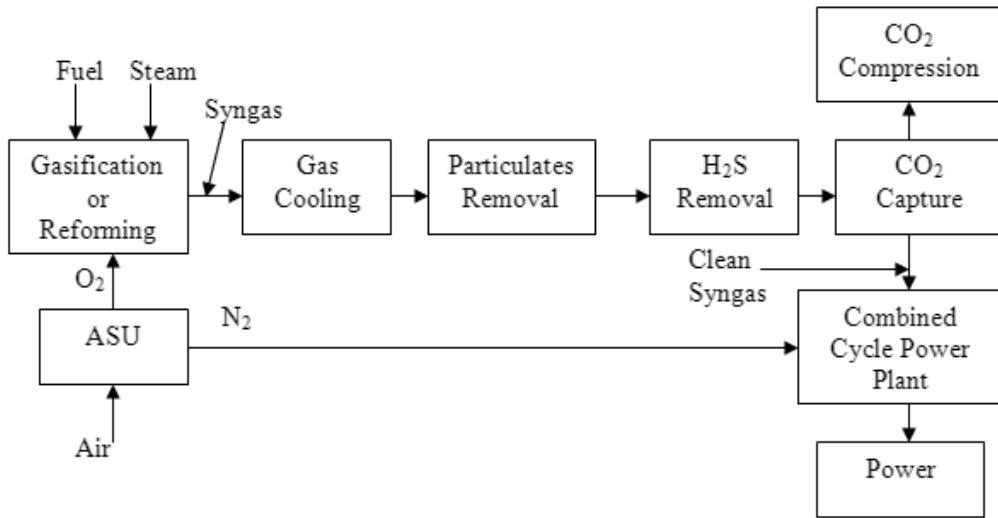 CO₂
Compression
Fuel
Steam
Syngas
Gasification
or
Reforming
Gas
Cooling
Particulates
Removal
H₂S
Removal
CO₂
Capture
O₂
Clean
Syngas
ASU
N₂
Combined
Cycle Power
Plant
Air
Power